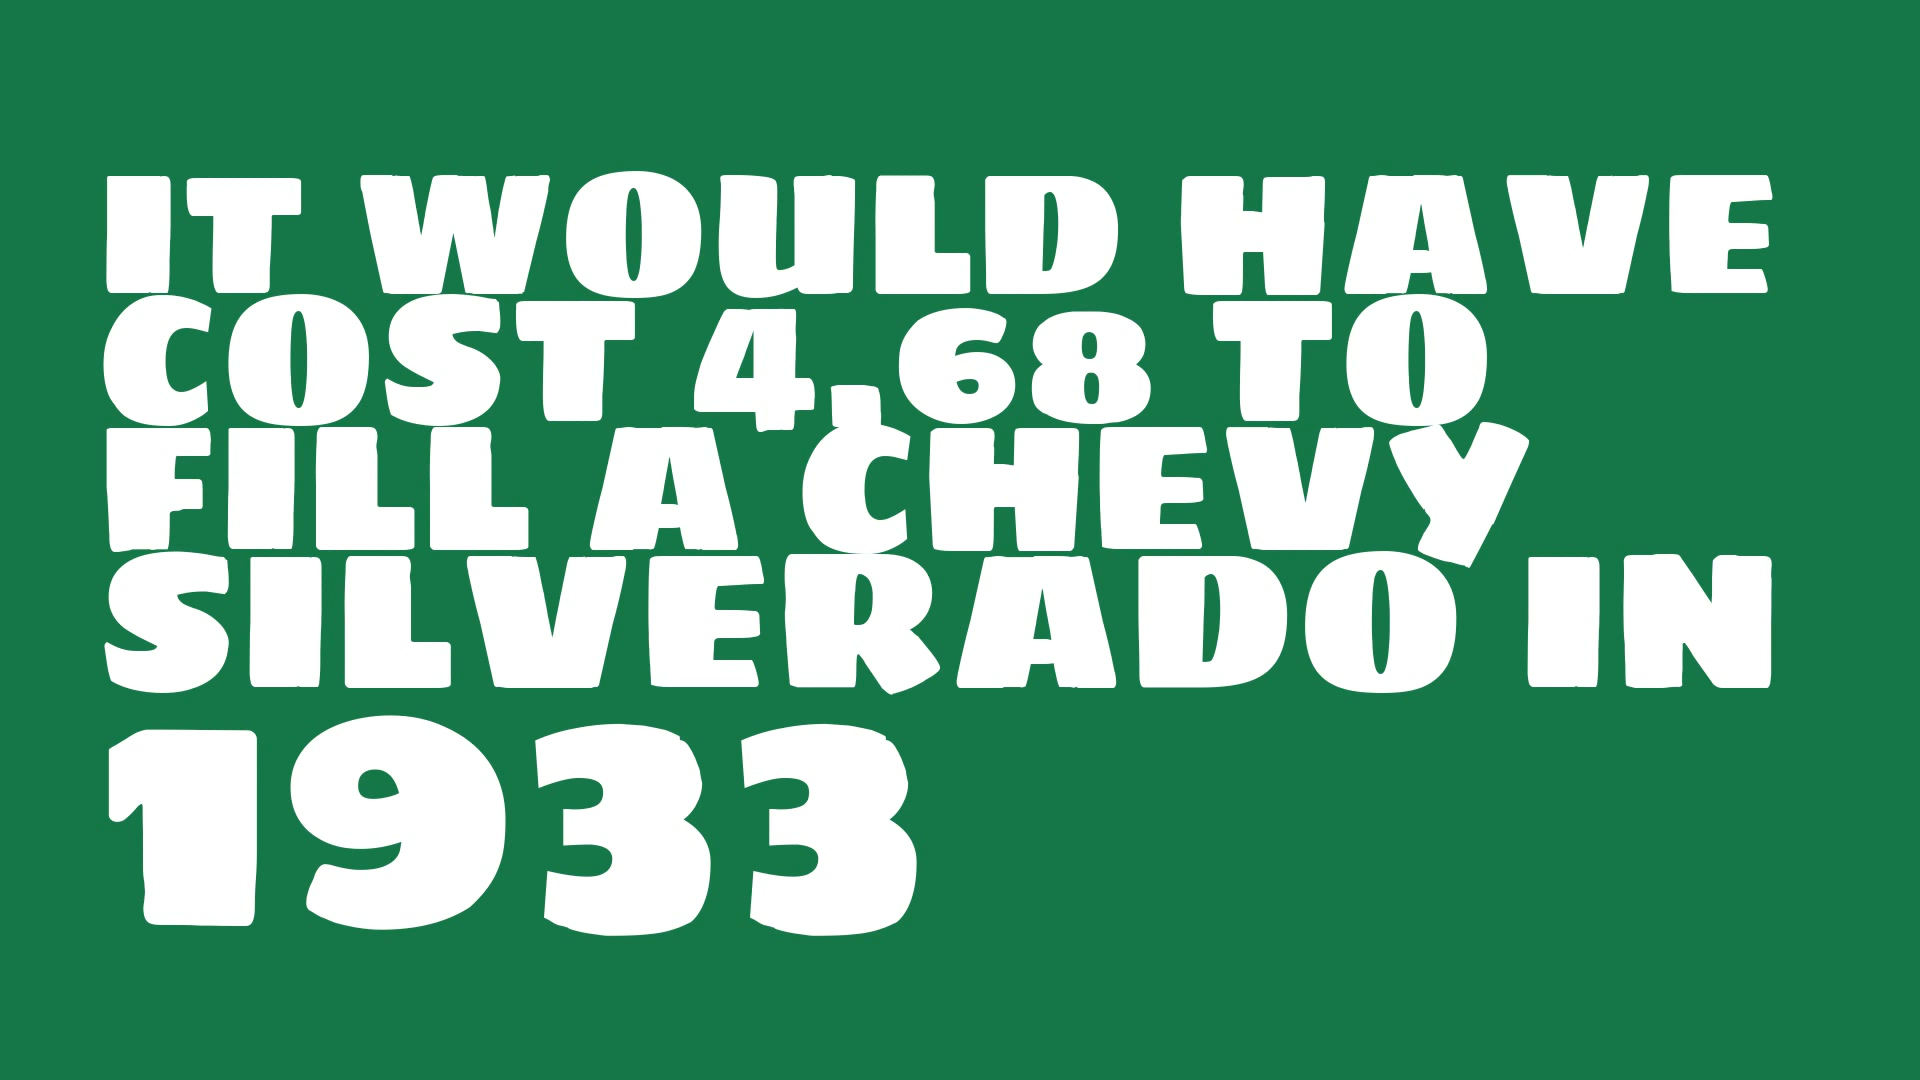 IT WOULD HAVE
COST 4,68 TO
FILL A CHEVY
SILVERADO IN
1933